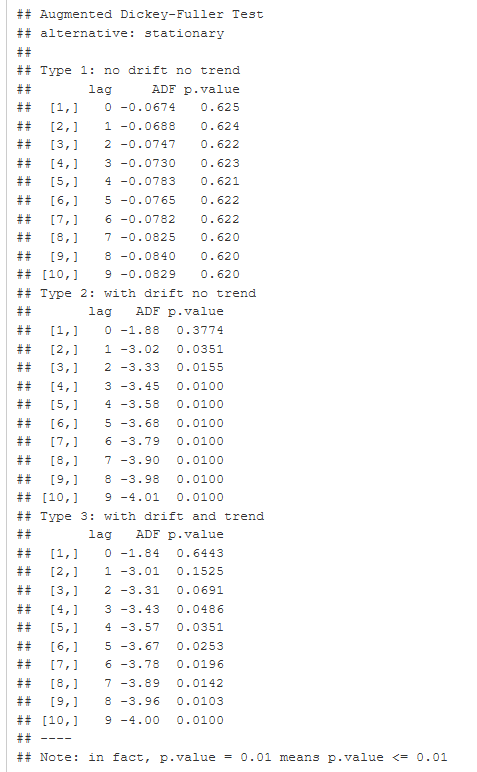 ## Augmented Dickey-Fuller Test
## alternative: stationary
##
## Type 1: no drift no trend
##       lag     ADF p.value
##  [1,]   0 -0.0674   0.625
##  [2,]   1 -0.0688   0.624
##  [3,]   2 -0.0747   0.622
##  [4,]   3 -0.0730   0.623
##  [5,]   4 -0.0783   0.621
##  [6,]   5 -0.0765   0.622
##  [7,]   6 -0.0782   0.622
##  [8,]   7 -0.0825   0.620
##  [9,]   8 -0.0840   0.620
## [10,]   9 -0.0829   0.620
## Type 2: with drift no trend
##       lag   ADF p.value
##  [1,]   0 -1.88  0.3774
##  [2,]   1 -3.02  0.0351
##  [3,]   2 -3.33  0.0155
##  [4,]   3 -3.45  0.0100
##  [5,]   4 -3.58  0.0100
##  [6,]   5 -3.68  0.0100
##  [7,]   6 -3.79  0.0100
##  [8,]   7 -3.90  0.0100
##  [9,]   8 -3.98  0.0100
## [10,]   9 -4.01  0.0100
## Type 3: with drift and trend
##       lag   ADF p.value
##  [1,]   0 -1.84  0.6443
##  [2,]   1 -3.01  0.1525
##  [3,]   2 -3.31  0.0691
##  [4,]   3 -3.43  0.0486
##  [5,]   4 -3.57  0.0351
##  [6,]   5 -3.67  0.0253
##  [7,]   6 -3.78  0.0196
##  [8,]   7 -3.89  0.0142
##  [9,]   8 -3.96  0.0103
## [10,]   9 -4.00  0.0100
## ----
## Note: in fact, p.value = 0.01 means p.value <= 0.01